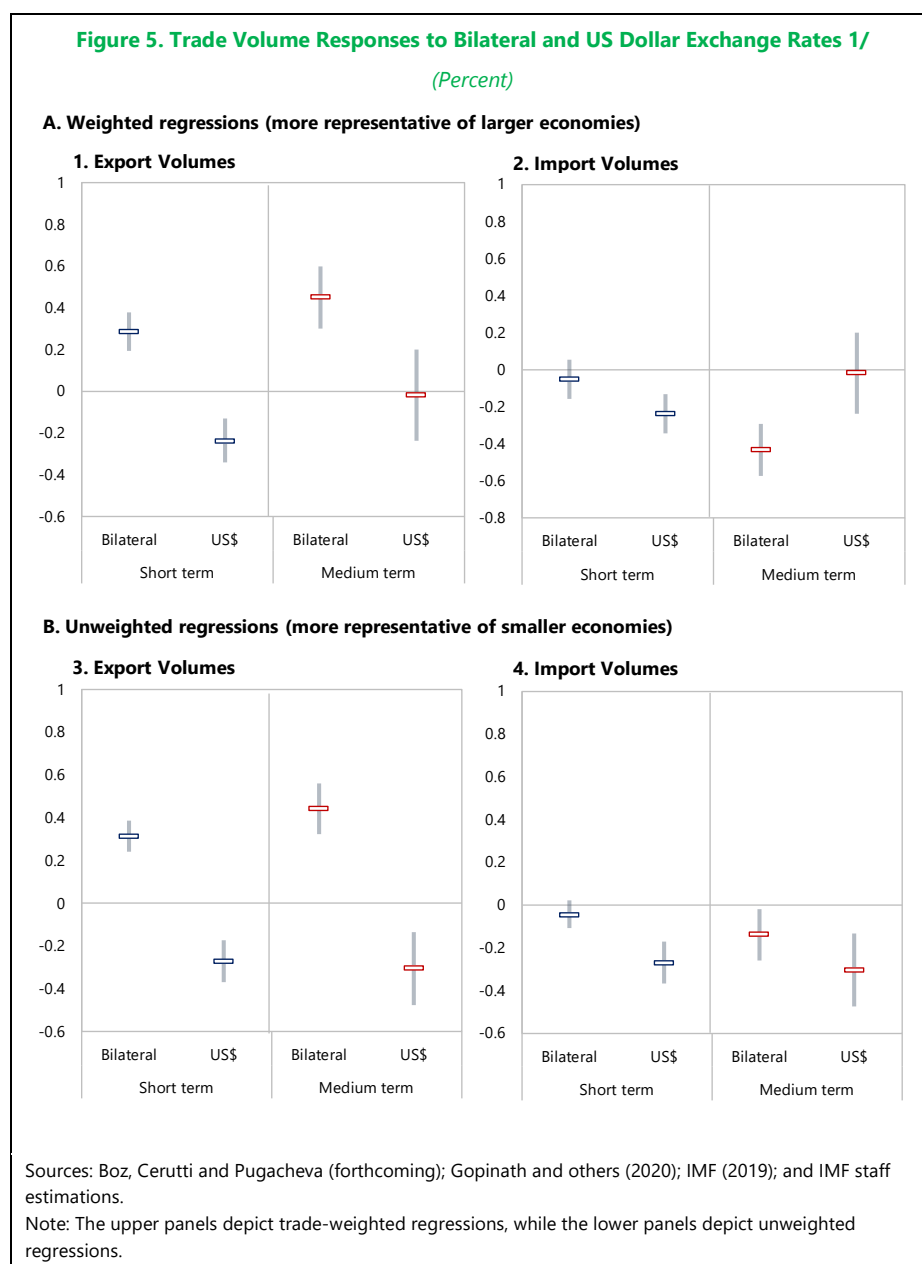 Figure 5. Trade Volume Responses to Bilateral and US Dollar Exchange Rates 1/
(Percent)
A. Weighted regressions (more representative of larger economies)
1. Export Volumes
1
0.8
0.6
0.4
0.2
0
-0.2
-0.4
-0.6
Bilateral US$ Bilateral US$
Short term Medium term
2. Import Volumes
1
0.8
0.6
0.4
0.2
0
-0.2
-0.4
-0.6
-0.8
Bilateral US$ Bilateral US$
Short term Medium term
B. Unweighted regressions (more representative of smaller economies)
3. Export Volumes
1
0.8
0.6
0.4
0.2
0
-0.2
-0.4
-0.6
Bilateral US$ Bilateral US$
Short term Medium term
4. Import Volumes
1
0.8
0.6
0.4
0.2
0
-0.2
-0.4
-0.6
Bilateral US$ Bilateral US$
Short term Medium term
Sources: Boz, Cerutti and Pugacheva (forthcoming); Gopinath and others (2020); IMF (2019); and IMF staff
estimations.
Note: The upper panels depict trade-weighted regressions, while the lower panels depict unweighted
regressions.